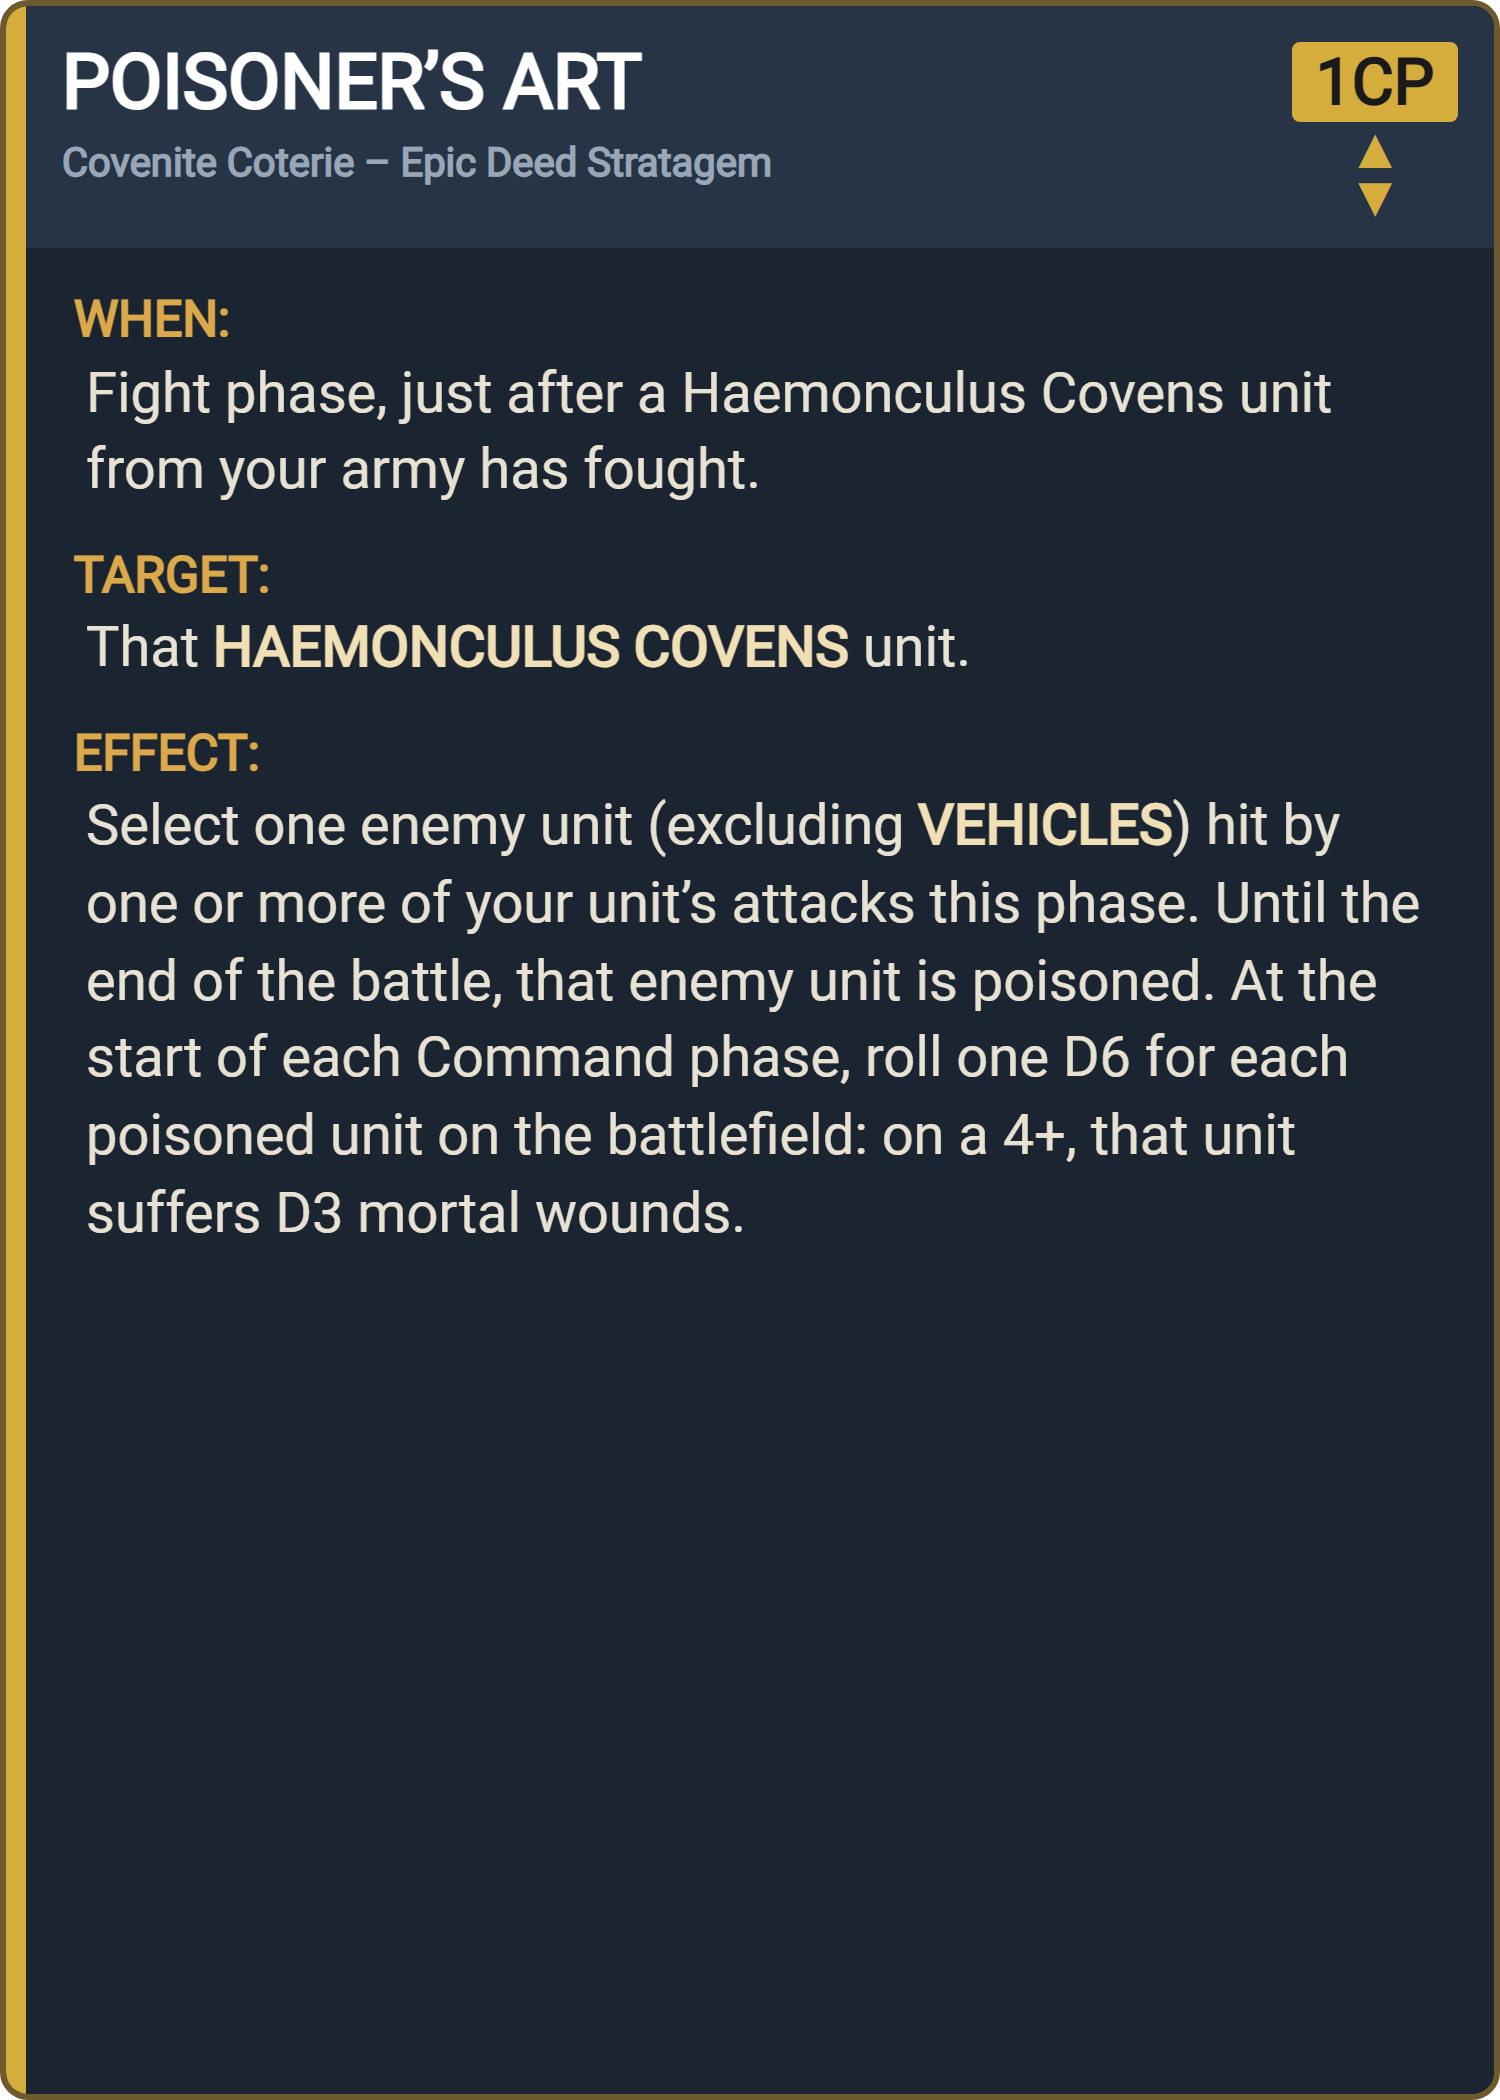 POISONER’S ART
Covenite Coterie – Epic Deed Stratagem
1CP
WHEN:
Fight phase, just after a Haemonculus Covens unit
from your army has fought.
TARGET:
That HAEMONCULUS COVENS unit.
EFFECT:
Select one enemy unit (excluding VEHICLES) hit by
one or more of your unit’s attacks this phase. Until the
end of the battle, that enemy unit is poisoned. At the
start of each Command phase, roll one D6 for each
poisoned unit on the battlefield: on a 4+, that unit
suffers D3 mortal wounds.